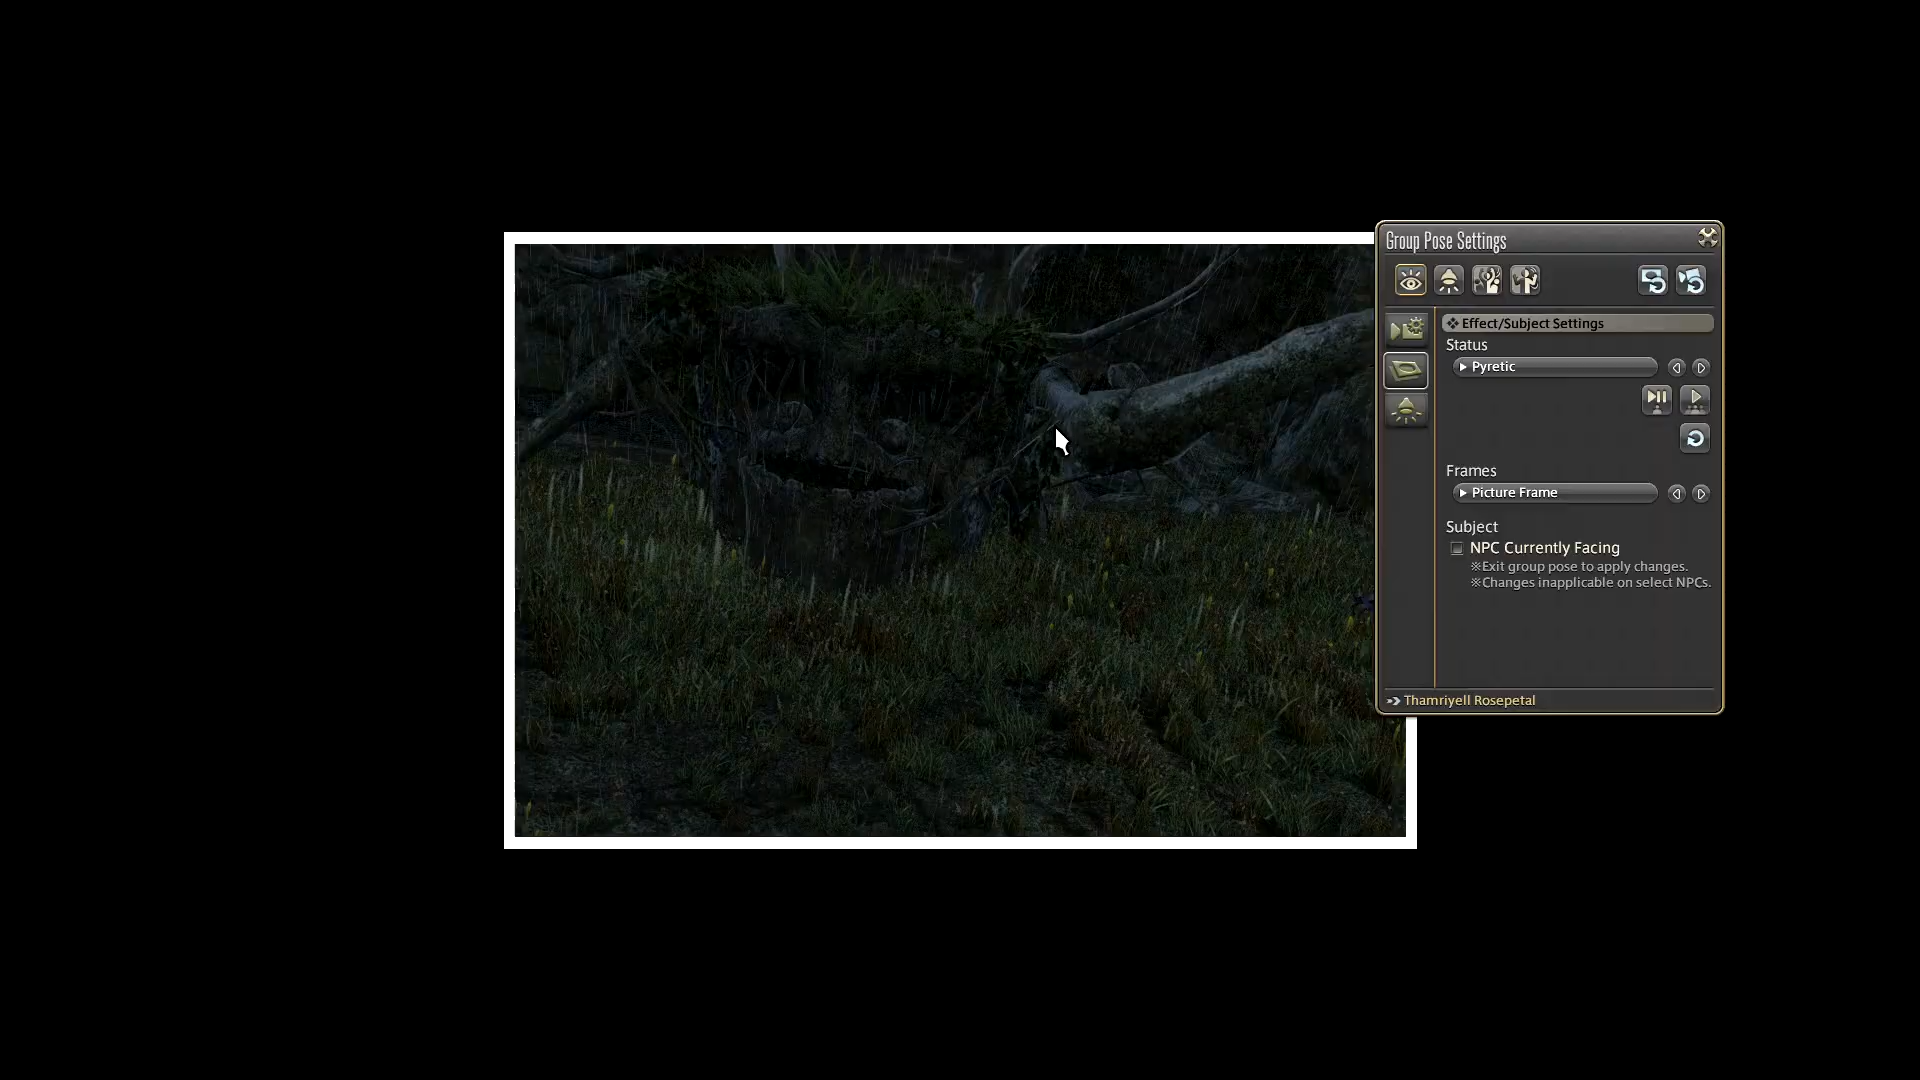 Group Pose Settings
Effect/Subject Settings
Status
Pyretic
Frames
Picture Frame
Subject
NPC Currently Facing
※Exit group pose to apply changes.
※Changes inapplicable on select NPCs.
Thamriyell Rosepetal